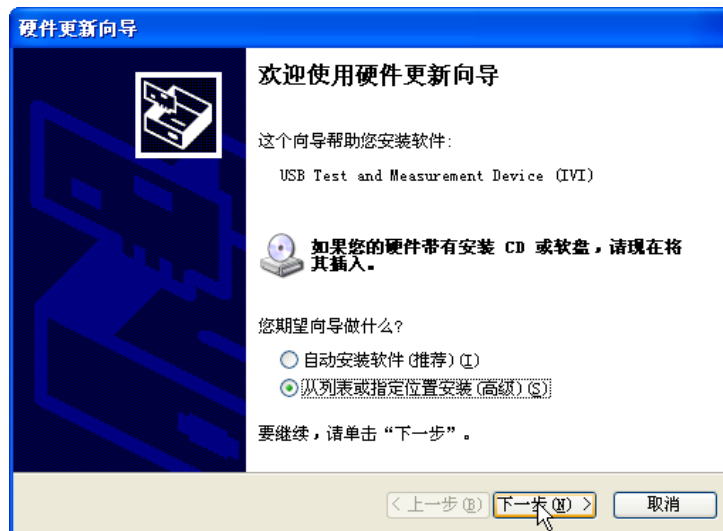 硬件更新向导
欢迎使用硬件更新向导
这个向导帮助您安装软件:
USB Test and Measurement Device (IVI)
如果您的硬件带有安装 CD 或软盘，请现在将
其插入。
您期望向导做什么?
自动安装软件(推荐)(I)
从列表或指定位置安装(高级)(S)
要继续，请单击“下一步”。
< 上一步(B) 下一步(N) > 取消